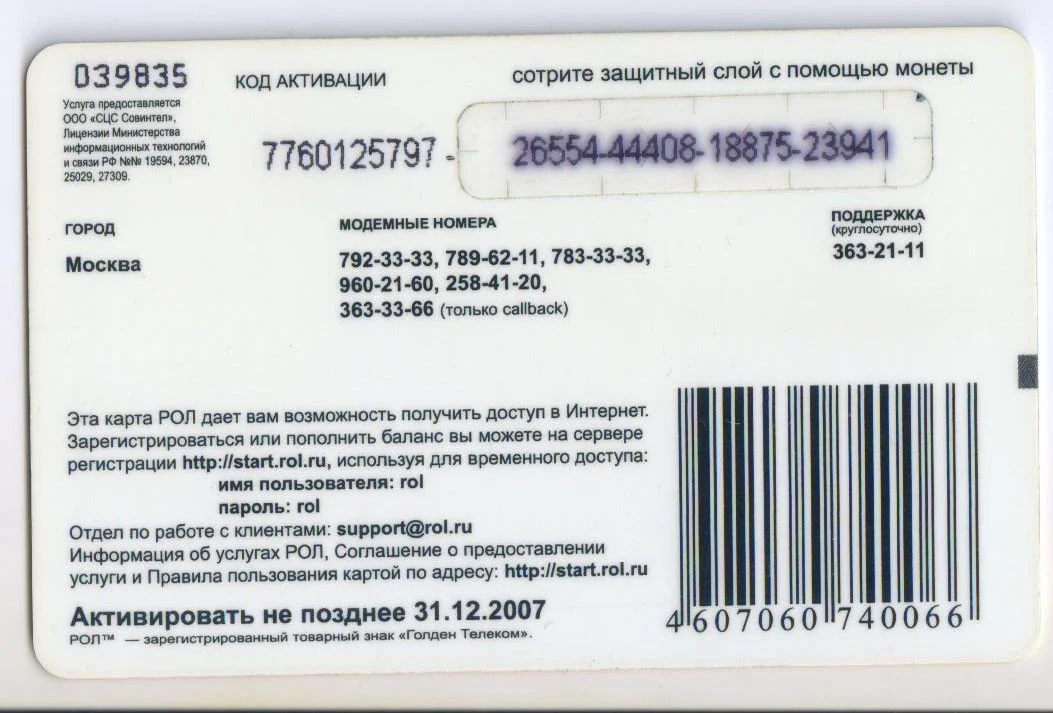 039835
КОД АКТИВАЦИИ
сотрите защитный слой с помощью монеты
Услуга предоставляется
ООО «СЦС Совинтел»,
Лицензии Министерства
информационных технологий
и связи РФ №№ 19594, 23870,
25029, 27309.
7760125797 - 26554-44408-18875-23941
ГОРОД
МОДЕМНЫЕ НОМЕРА
ПОДДЕРЖКА
(круглосуточно)
Москва
792-33-33, 789-62-11, 783-33-33,
960-21-60, 258-41-20,
363-33-66 (только callback)
363-21-11
Эта карта РОЛ дает вам возможность получить доступ в Интернет.
Зарегистрироваться или пополнить баланс вы можете на сервере
регистрации http://start.rol.ru, используя для временного доступа:
имя пользователя: rol
пароль: rol
Отдел по работе с клиентами: support@rol.ru
Информация об услугах РОЛ, Соглашение о предоставлении
услуги и Правила пользования картой по адресу: http://start.rol.ru
Активировать не позднее 31.12.2007
РОЛ™ — зарегистрированный товарный знак «Голден Телеком».
4 607060 740066